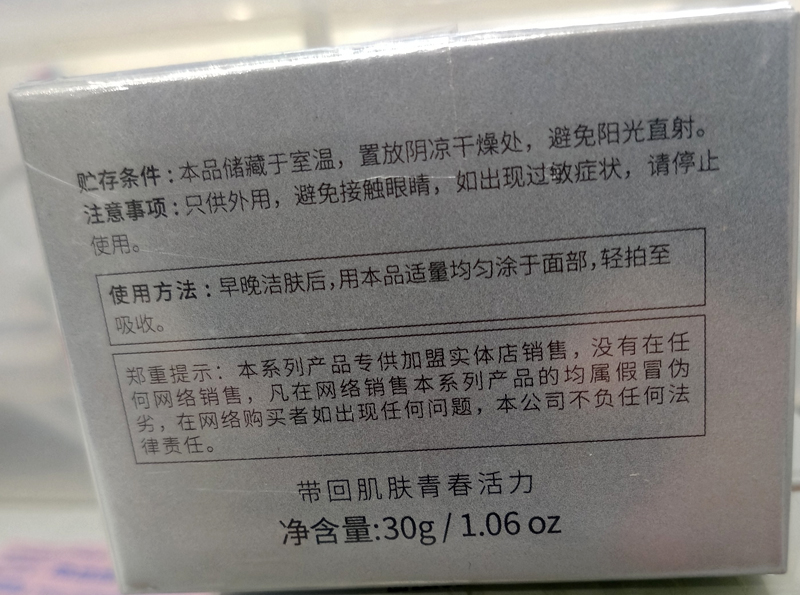 贮存条件:本品储藏于室温，置放阴凉干燥处，避免阳光直射。
注意事项:只供外用，避免接触眼睛，如出现过敏症状，请停止
使用。
使用方法:早晚洁肤后,用本品适量均匀涂于面部,轻拍至
吸收。
郑重提示：本系列产品专供加盟实体店销售，没有在任
何网络销售，凡在网络销售本系列产品的均属假冒伪
劣，在网络购买者如出现任何问题，本公司不负任何法
律责任。
带回肌肤青春活力
净含量:30g / 1.06 oz